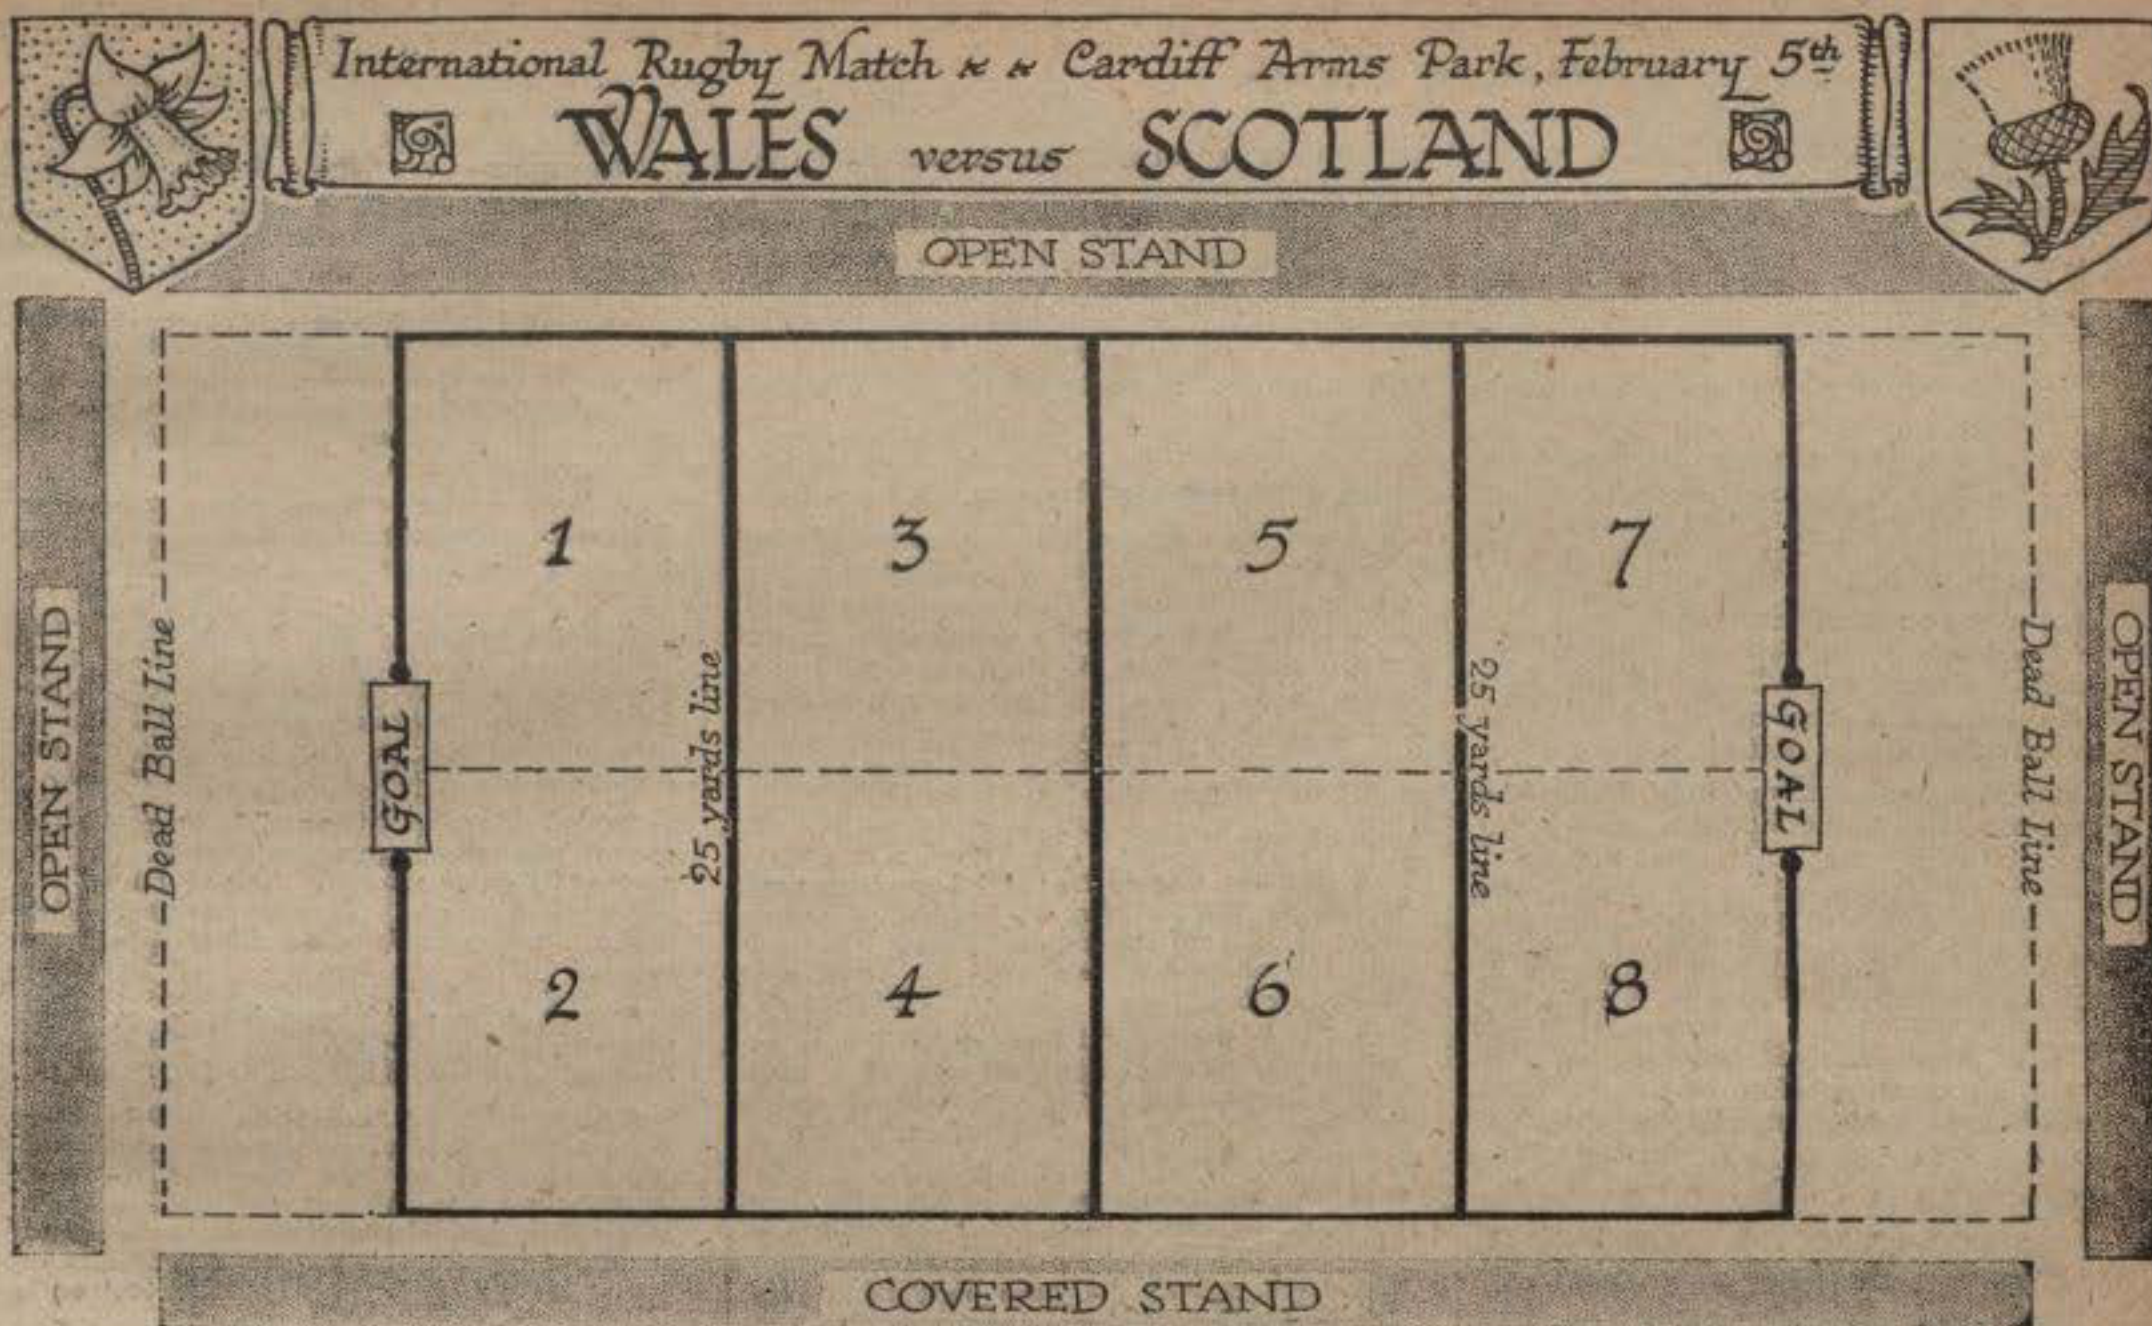 International Rugby Match Cardiff Arms Park, February 5th
WALES versus SCOTLAND
OPEN STAND
OPEN STAND
Dead Ball Line
GOAL
1
25 yards line
3
5
7
25 yards line
GOAL
Dead Ball Line
OPEN STAND
2
4
6
8
COVERED STAND